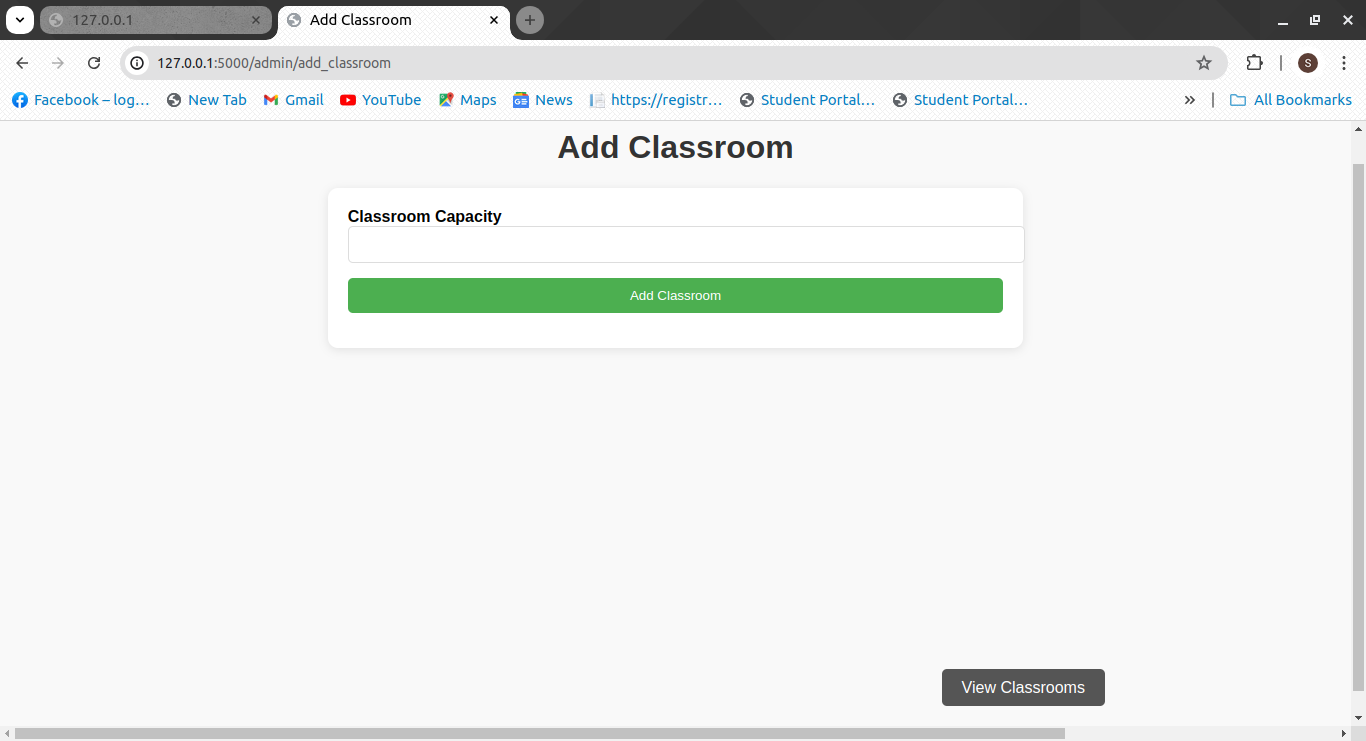 127.0.0.1
Add Classroom
127.0.0.1:5000/admin/add_classroom
S
Facebook – log…
New Tab
Gmail
YouTube
Maps
News
https://registr…
Student Portal…
Student Portal…
All Bookmarks
Add Classroom
Classroom Capacity
Add Classroom
View Classrooms